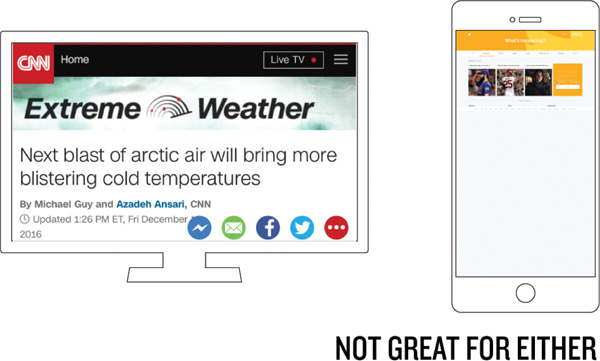 CNN
Home
Live TV
Extreme Weather
Next blast of arctic air will bring more
blistering cold temperatures
By Michael Guy and Azadeh Ansari, CNN
Updated 1:26 PM ET, Fri December
2016
What's happening?
NOT GREAT FOR EITHER